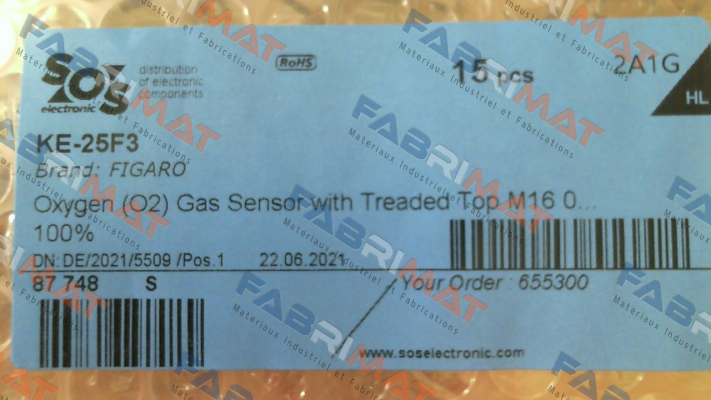 SOS
electronic
distribution
of electronic
components
RoHS
15 pcs
2A1G
HL
KE-25F3
Brand: FIGARO
Oxygen (O2) Gas Sensor with Treaded Top M16 0...
100%
DN: DE/2021/5509 /Pos.1 22.06.2021
87 748 S
Your Order : 655300
www.soselectronic.com
FABRIMAT
Materiaux Industriel et Fabrications